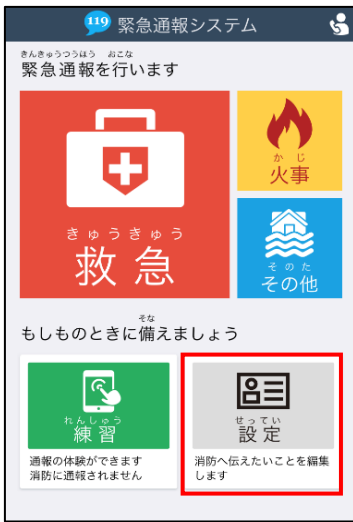 119 緊急通報システム
きんきゅうつうほう おこな
緊急通報を行います
きゅうきゅう
救急
かじ
火事
そのた
その他
そな
もしものときに備えましょう
れんしゅう
練習
通報の体験ができます
消防に通報されません
せってい
設定
消防へ伝えたいことを編集
します